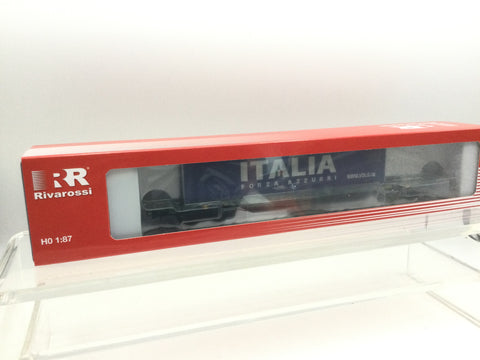 RR
Rivarossi
H0 1:87
ITALIA
FORZA AZZURRI